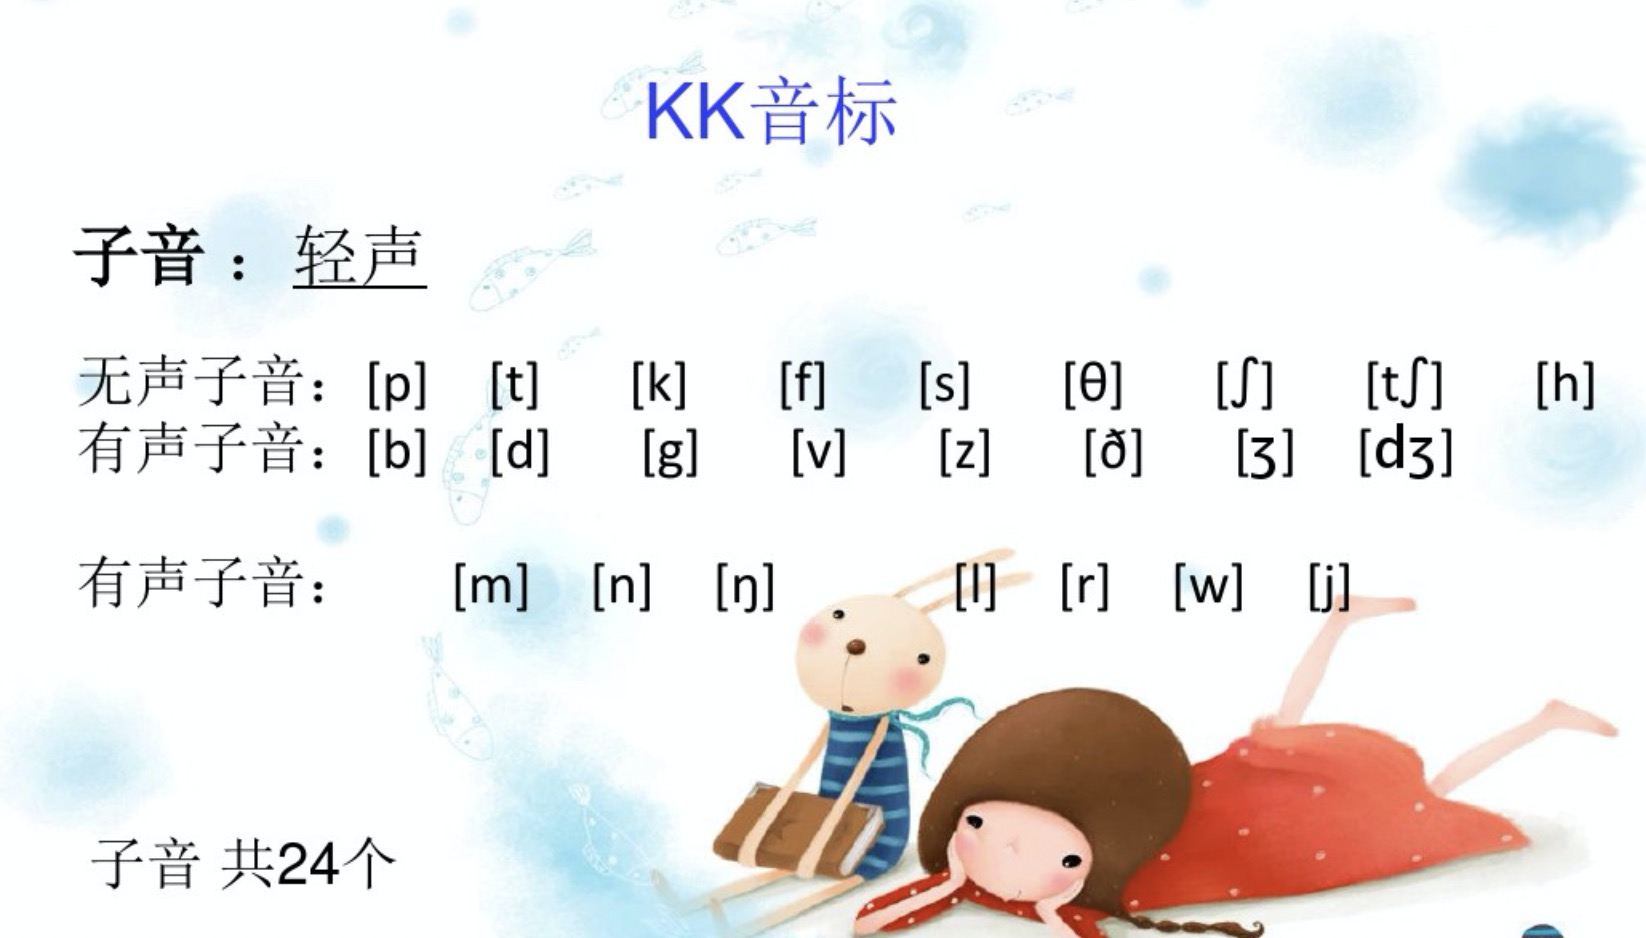 KK音标
子音：轻声
无声子音：[p] [t] [k] [f] [s] [θ] [ʃ] [tʃ] [h]
有声子音：[b] [d] [g] [v] [z] [ð] [ʒ] [dʒ]
有声子音： [m] [n] [ŋ] [l] [r] [w] [j]
子音 共24个